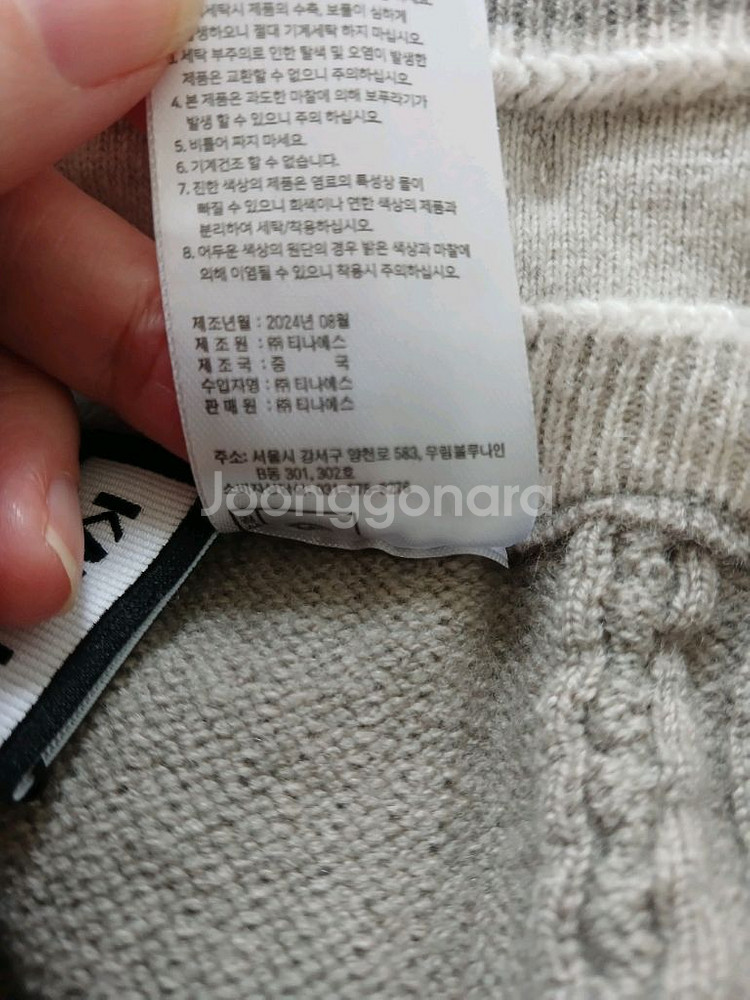 세탁시 제품의 수축, 보풀이 심하게
발생하오니 절대 기계세탁 하지 마십시오.
3. 세탁 부주의로 인한 탈색 및 오염이 발생한
제품은 교환할 수 없으니 주의하십시오.
4. 본 제품은 과도한 마찰에 의해 보푸라기가
발생 할 수 있으니 주의 하십시오.
5. 비틀어 짜지 마세요.
6. 기계건조 할 수 없습니다.
7. 진한 색상의 제품은 염료의 특성상 물이
빠질 수 있으니 흰색이나 연한 색상의 제품과
분리하여 세탁/착용하십시오.
8. 어두운 색상의 원단의 경우 밝은 색상과 마찰에
의해 이염될 수 있으니 착용시 주의하십시오.
제조년월 : 2024년 08월
제 조 원 : ㈜ 티나에스
제 조 국 : 중 국
수입자명 : ㈜ 티나에스
판 매 원 : ㈜ 티나에스
주소: 서울시 강서구 양천로 583, 우림블루나인
B동 301, 302호
Joonggonara